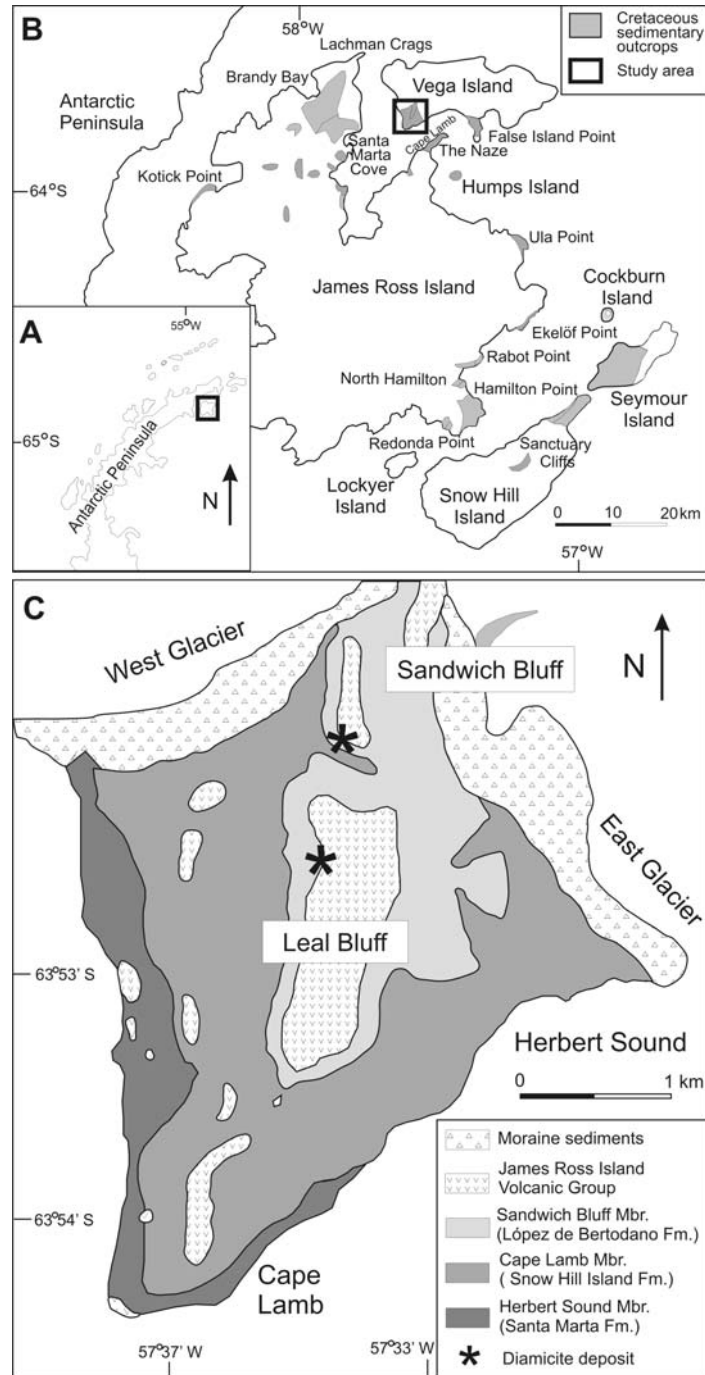 B
58°W
Lachman Crags
Cretaceous
sedimentary
outcrops
Study area
Brandy Bay
Vega Island
Antarctic
Peninsula
Cape Lamb
False Island Point
Santa
Marta
Cove
The Naze
Kotick Point
64°S
Humps Island
Ula Point
James Ross Island
Cockburn
Island
A
55°W
Ekelöf Point
Rabot Point
North Hamilton
Hamilton Point
Seymour
Island
65°S
Antarctic Peninsula
Redonda Point
Sanctuary
Cliffs
N
Lockyer
Island
Snow Hill
Island
0 10 20 km
57°W
C
West Glacier
N
Sandwich Bluff
East Glacier
Leal Bluff
63°53' S
Herbert Sound
0 1 km
Moraine sediments
James Ross Island
Volcanic Group
Sandwich Bluff Mbr.
(López de Bertodano Fm.)
63°54' S
Cape Lamb Mbr.
( Snow Hill Island Fm.)
Cape
Lamb
Herbert Sound Mbr.
(Santa Marta Fm.)
Diamicite deposit
57°37' W
57°33' W